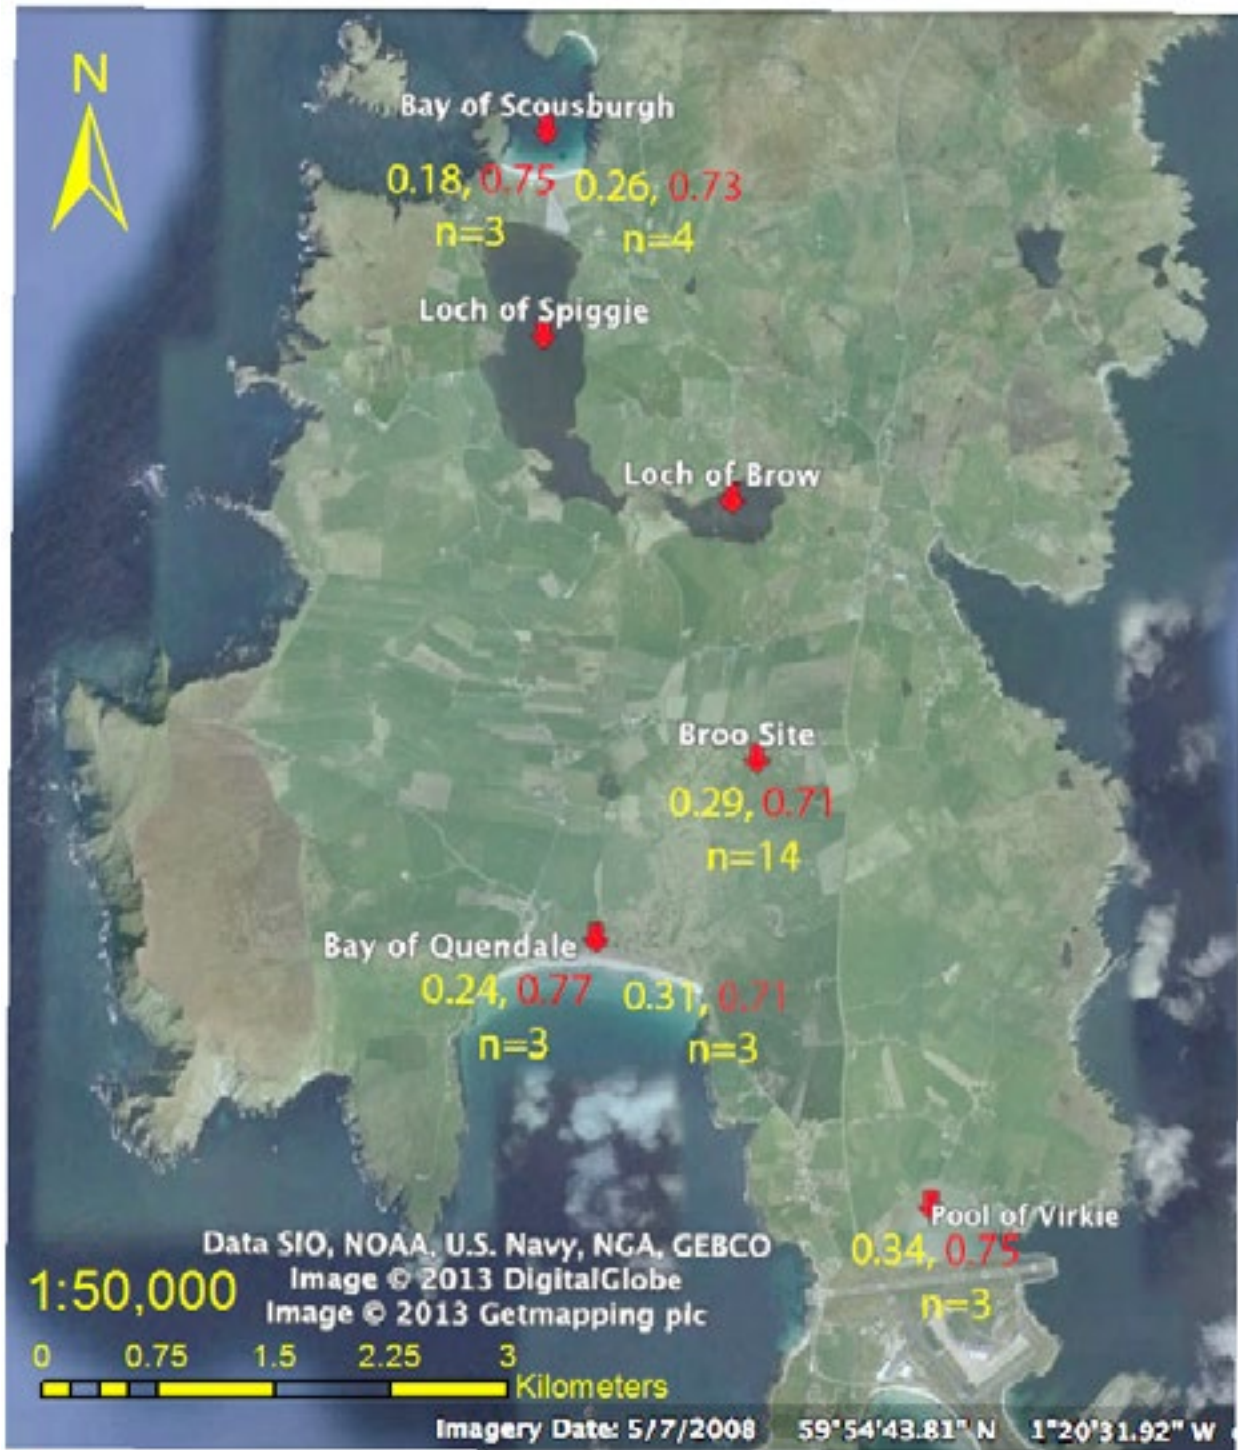 N
Bay of Scousburgh
0.18, 0.75 0.26, 0.73
n=3 n=4
Loch of Spiggie
Loch of Brow
Broo Site
0.29, 0.71
n=14
Bay of Quendale
0.24, 0.77 0.31, 0.71
n=3 n=3
Pool of Virkie
0.34, 0.75
n=3
Data SIO, NOAA, U.S. Navy, NGA, GEBCO
Image © 2013 DigitalGlobe
Image © 2013 Getmapping plc
1:50,000
0 0.75 1.5 2.25 3
Kilometers
Imagery Date: 5/7/2008 59°54'43.81" N 1°20'31.92" W